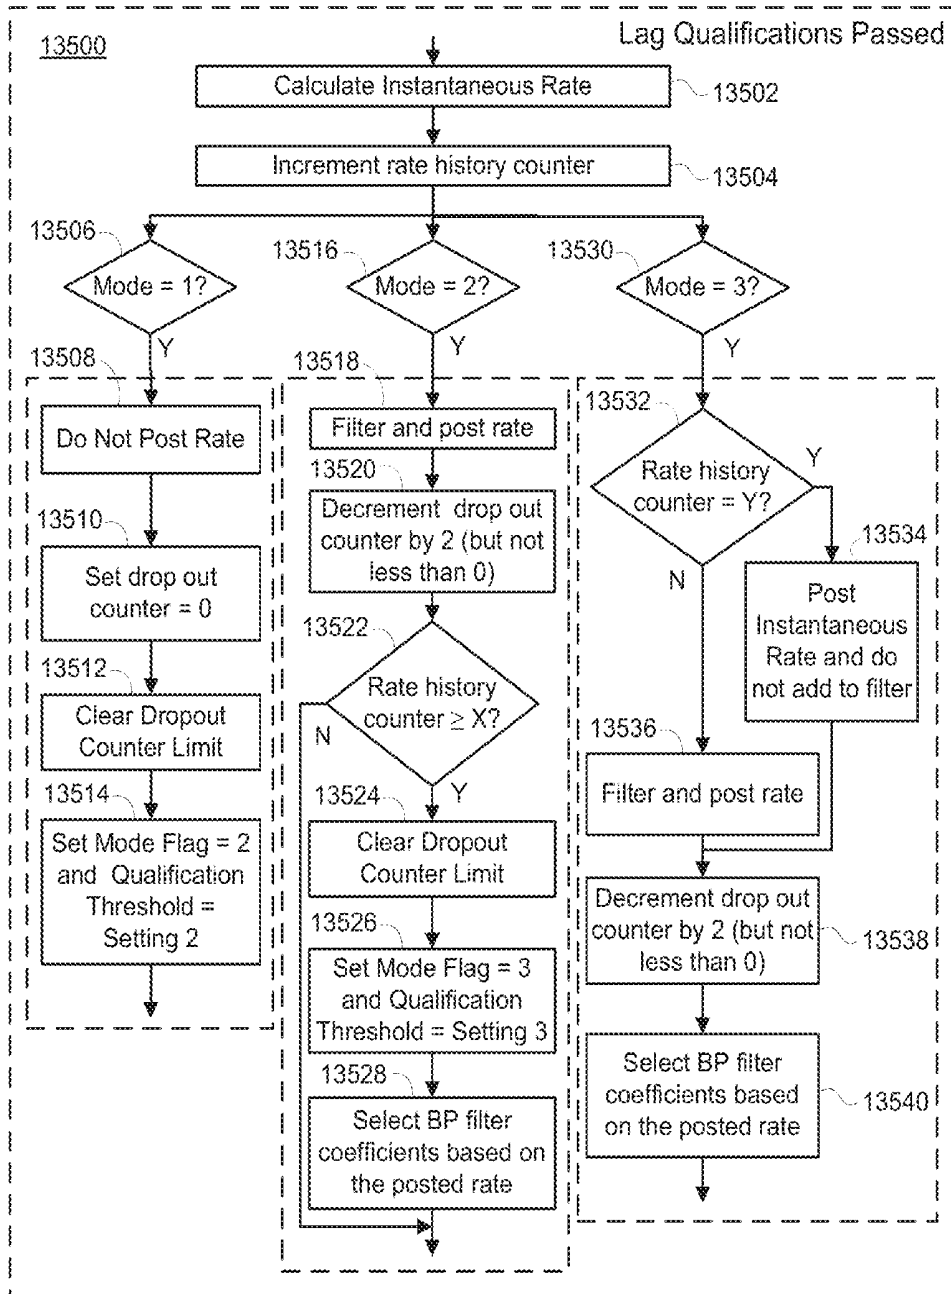 13500
Lag Qualifications Passed
Calculate Instantaneous Rate
13502
Increment rate history counter
13504
13506
Mode = 1?
Y
13516
Mode = 2?
Y
13530
Mode = 3?
Y
13508
Do Not Post Rate
13510
Set drop out
counter = 0
13512
Clear Dropout
Counter Limit
13514
Set Mode Flag = 2
and Qualification
Threshold =
Setting 2
13518
Filter and post rate
13520
Decrement drop out
counter by 2 (but not
less than 0)
13522
Rate history
counter ≥ X?
N
Y
13524
Clear Dropout
Counter Limit
13526
Set Mode Flag = 3
and Qualification
Threshold = Setting 3
13528
Select BP filter
coefficients based on
the posted rate
13532
Rate history
counter = Y?
Y
N
13534
Post
Instantaneous
Rate and do
not add to filter
13536
Filter and post rate
Decrement drop out
counter by 2 (but not
less than 0)
13538
Select BP filter
coefficients based
on the posted rate
13540